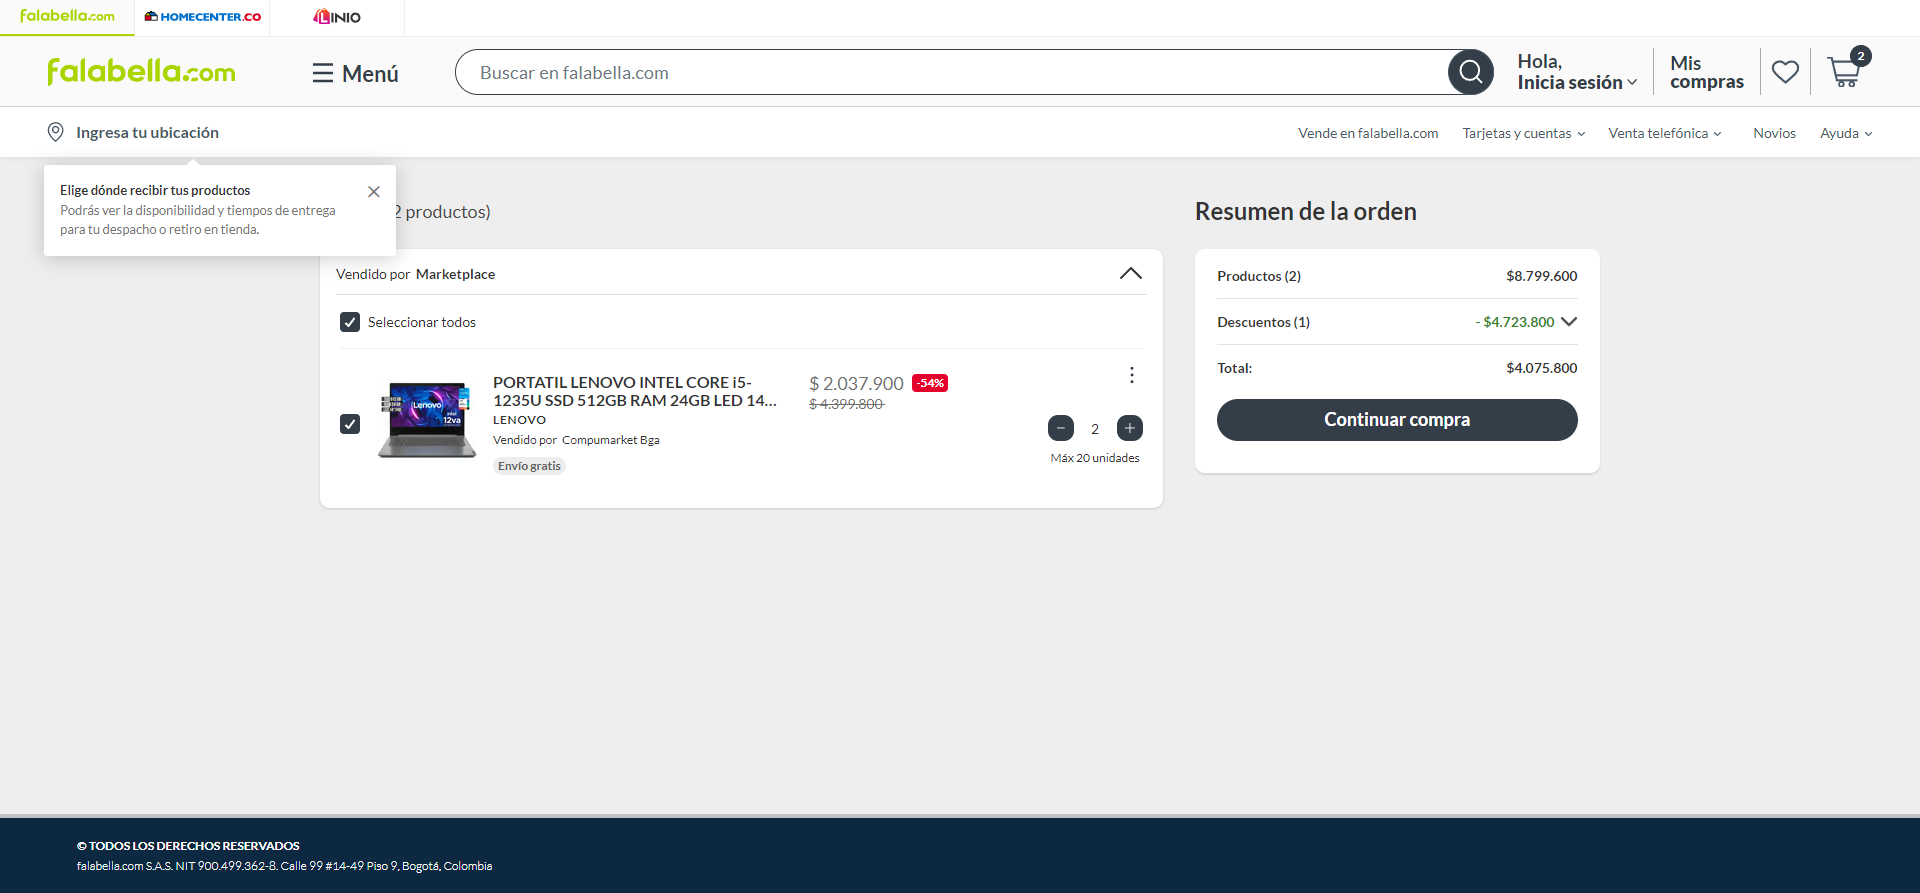 falabella.com
HOMECENTER.CO
LINIO
falabella.com
Menú
Buscar en falabella.com
Hola,
Inicia sesión
Mis
compras
2
Ingresa tu ubicación
Vende en falabella.com
Tarjetas y cuentas
Venta telefónica
Novios
Ayuda
Elige dónde recibir tus productos
Podrás ver la disponibilidad y tiempos de entrega
para tu despacho o retiro en tienda.
2 productos)
Resumen de la orden
Vendido por Marketplace
Seleccionar todos
PORTATIL LENOVO INTEL CORE i5-
1235U SSD 512GB RAM 24GB LED 14...
LENOVO
Vendido por Compumarket Bga
Envío gratis
Lenovo
intel
12va
$ 2.037.900 -54%
$ 4.399.800
2
Máx 20 unidades
Productos (2) $8.799.600
Descuentos (1) - $4.723.800
Total: $4.075.800
Continuar compra
© TODOS LOS DERECHOS RESERVADOS
falabella.com S.A.S. NIT 900.499.362-8. Calle 99 #14-49 Piso 9, Bogotá, Colombia